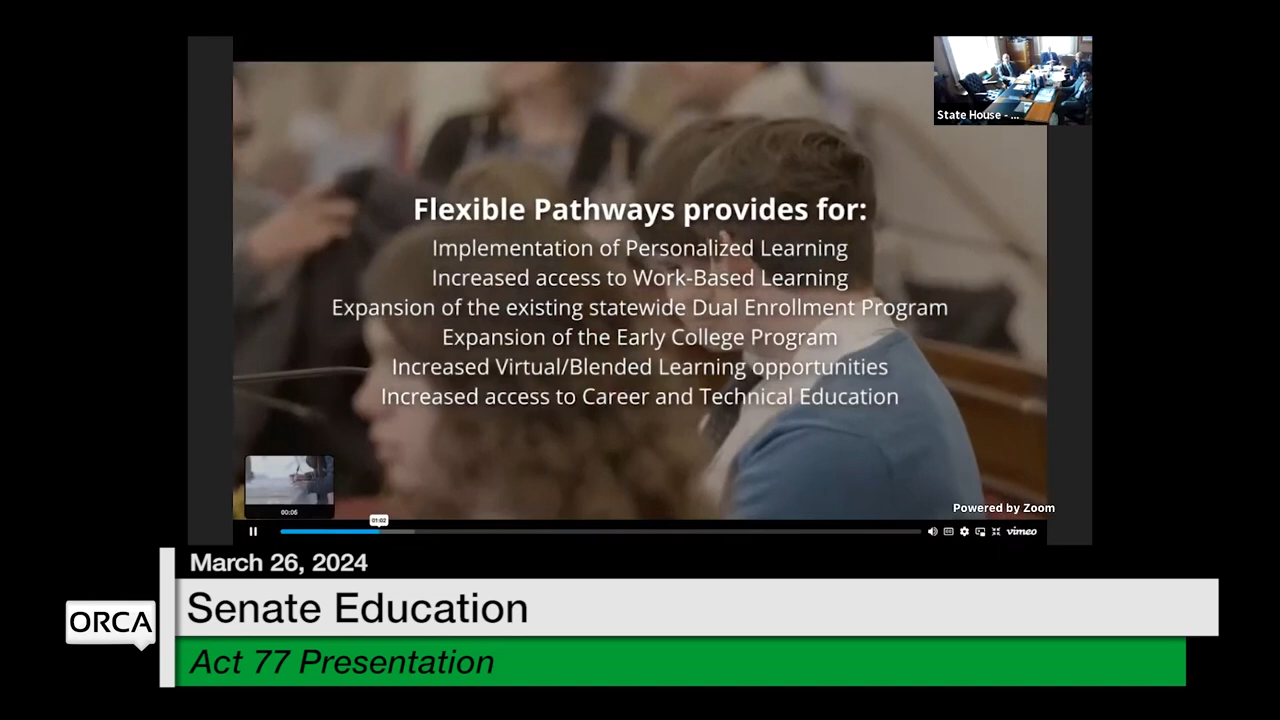 State House - ...
Flexible Pathways provides for:
Implementation of Personalized Learning
Increased access to Work-Based Learning
Expansion of the existing statewide Dual Enrollment Program
Expansion of the Early College Program
Increased Virtual/Blended Learning opportunities
Increased access to Career and Technical Education
00:05
Powered by Zoom
01:02
vimeo
March 26, 2024
Senate Education
ORCA
Act 77 Presentation